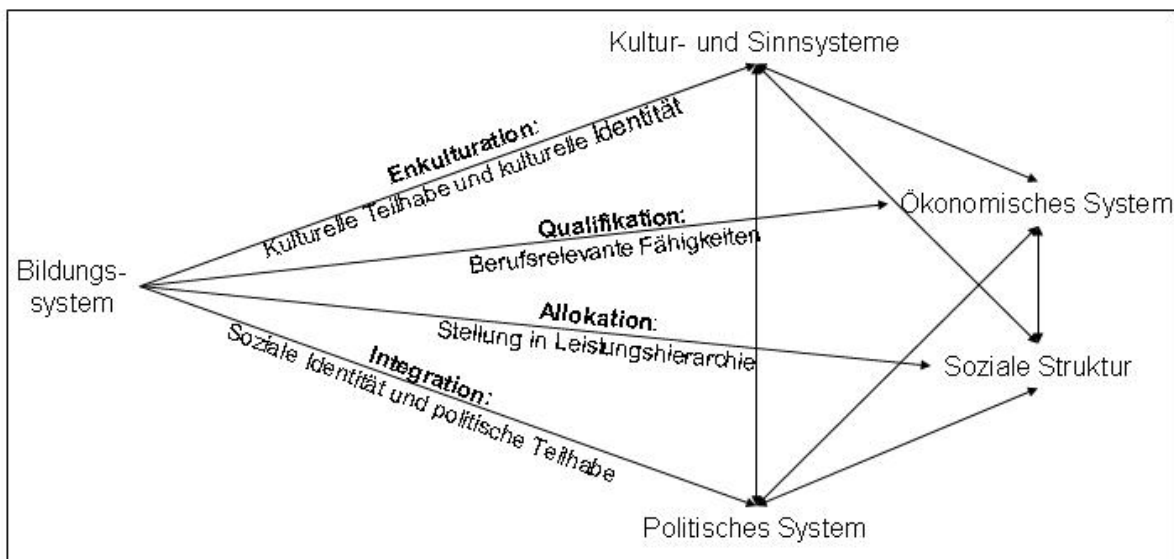 Kultur- und Sinnsysteme
Enkulturation:
Kulturelle Teilhabe und kulturelle Identität
Ökonomisches System
Qualifikation:
Berufsrelevante Fähigkeiten
Bildungs-
system
Allokation:
Stellung in Leistungshierarchie
Soziale Struktur
Integration:
Soziale Identität und politische Teilhabe
Politisches System